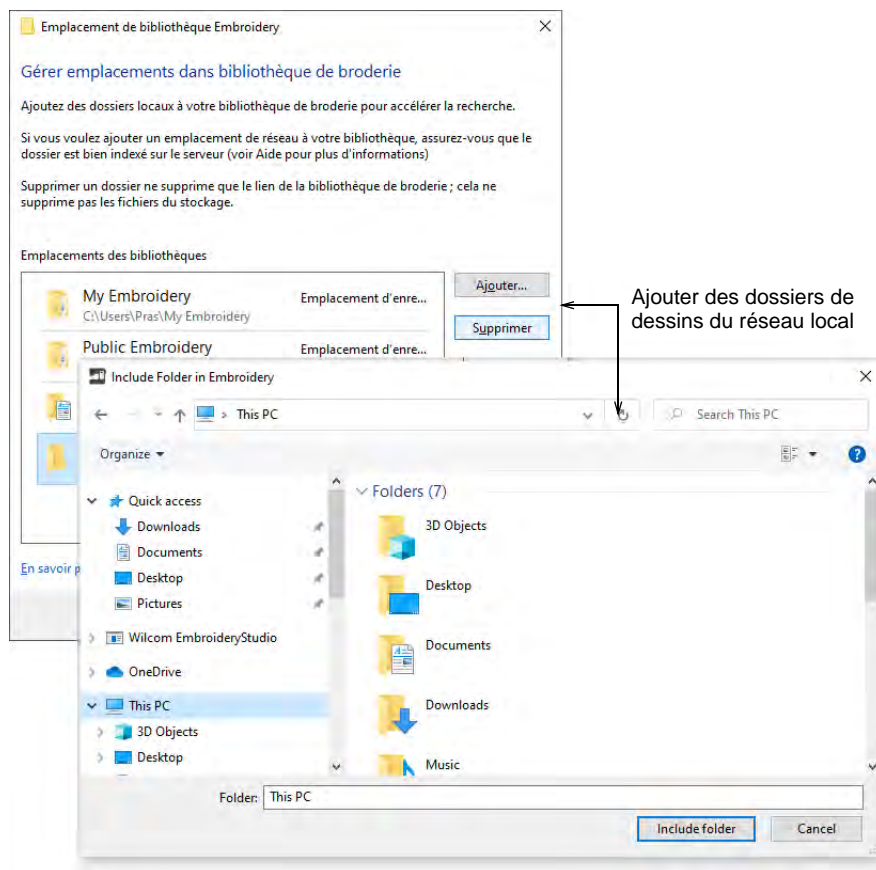 Emplacement de bibliothèque Embroidery
Gérer emplacements dans bibliothèque de broderie
Ajoutez des dossiers locaux à votre bibliothèque de broderie pour accélérer la recherche.
Si vous voulez ajouter un emplacement de réseau à votre bibliothèque, assurez-vous que le
dossier est bien indexé sur le serveur (voir Aide pour plus d'informations)
Supprimer un dossier ne supprime que le lien de la bibliothèque de broderie ; cela ne
supprime pas les fichiers du stockage.
Emplacements des bibliothèques
My Embroidery
Emplacement d'enre...
C:\Users\Pras\My Embroidery
Public Embroidery
Emplacement d'enre...
Ajouter...
Supprimer
Ajouter des dossiers de
dessins du réseau local
En savoir p
Include Folder in Embroidery
This PC
Search This PC
Organize
Quick access
Downloads
Documents
Desktop
Pictures
Wilcom EmbroideryStudio
OneDrive
This PC
3D Objects
Desktop
Folders (7)
3D Objects
Desktop
Documents
Downloads
Music
Folder: This PC
Include folder
Cancel